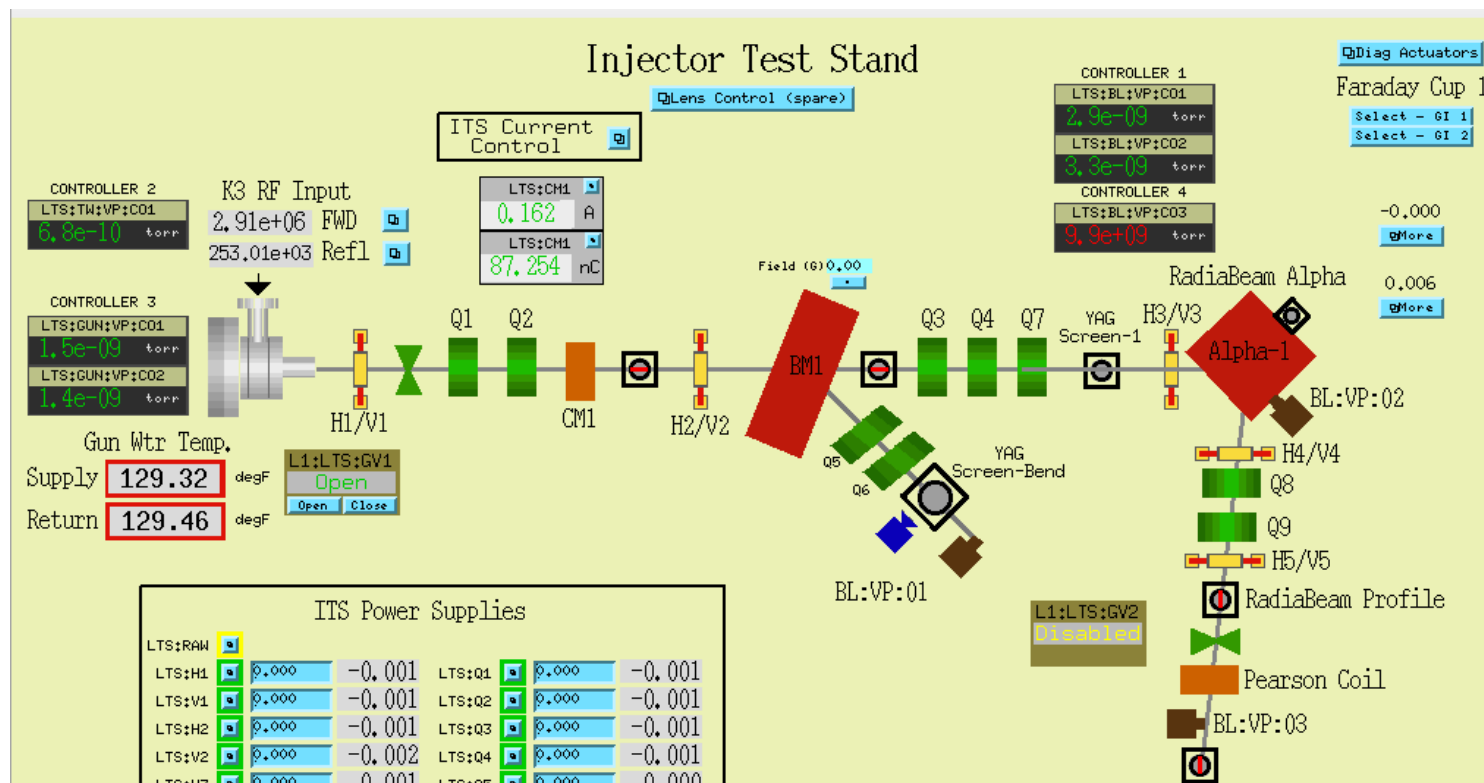 Injector Test Stand
Lens Control (spare)
Diag Actuators
Faraday Cup 1
Select - GI 1
Select - GI 2
-0.000
More
0.006
More
CONTROLLER 1
LTS:BL:VP:CO1
2.9e-09 torr
LTS:BL:VP:CO2
3.3e-09 torr
CONTROLLER 4
LTS:BL:VP:CO3
9.9e+09 torr
ITS Current
Control
LTS:CM1
0.162 A
LTS:CM1
87.254 nC
CONTROLLER 2
LTS:TW:VP:CO1
6.8e-10 torr
K3 RF Input
2.91e+06 FWD
253.01e+03 Refl
CONTROLLER 3
LTS:GUN:VP:CO1
1.5e-09 torr
LTS:GUN:VP:CO2
1.4e-09 torr
Gun Wtr Temp.
Supply 129.32 degF
Return 129.46 degF
H1/V1
L1:LTS:GV1
Open
Open Close
Q1
Q2
CM1
H2/V2
Field (G) 0.00
BM1
Q3
Q4
Q7
YAG
Screen-1
H3/V3
RadiaBeam Alpha
Alpha-1
BL:VP:02
Q5
Q6
YAG
Screen-Bend
BL:VP:01
H4/V4
Q8
Q9
H5/V5
RadiaBeam Profile
L1:LTS:GV2
Disabled
Pearson Coil
BL:VP:03
ITS Power Supplies
LTS:RAW
LTS:H1 0.000 -0.001 LTS:Q1 0.000 -0.001
LTS:V1 0.000 -0.001 LTS:Q2 0.000 -0.001
LTS:H2 0.000 -0.001 LTS:Q3 0.000 -0.001
LTS:V2 0.000 -0.002 LTS:Q4 0.000 -0.001